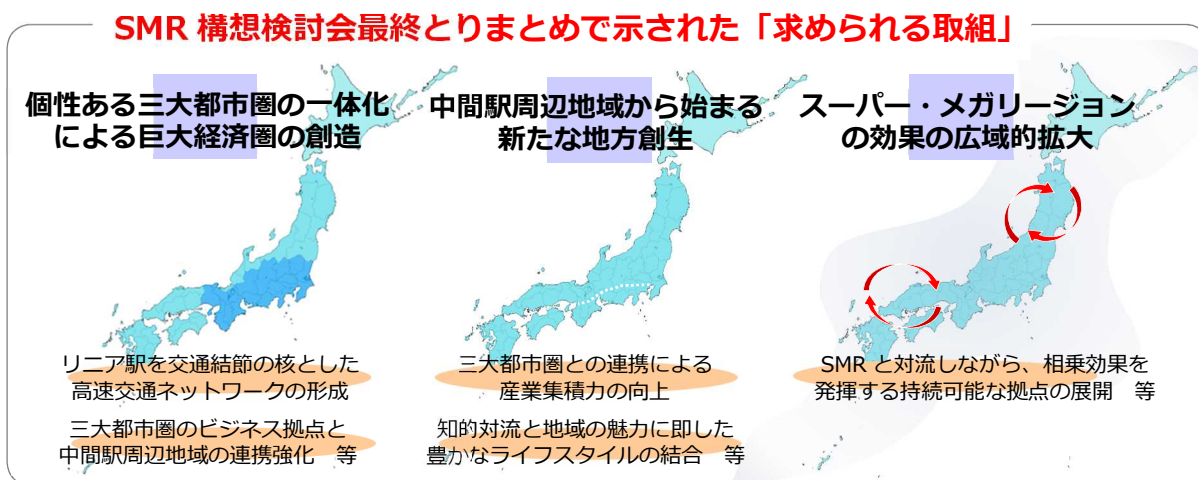 SMR 構想検討会最終とりまとめで示された「求められる取組」
個性ある三大都市圏の一体化
による巨大経済圏の創造
リニア駅を交通結節の核とした
高速交通ネットワークの形成
三大都市圏のビジネス拠点と
中間駅周辺地域の連携強化　等
中間駅周辺地域から始まる
新たな地方創生
三大都市圏との連携による
産業集積力の向上
知的対流と地域の魅力に即した
豊かなライフスタイルの結合　等
スーパー・メガリージョン
の効果の広域的拡大
SMR と対流しながら、相乗効果を
発揮する持続可能な拠点の展開　等